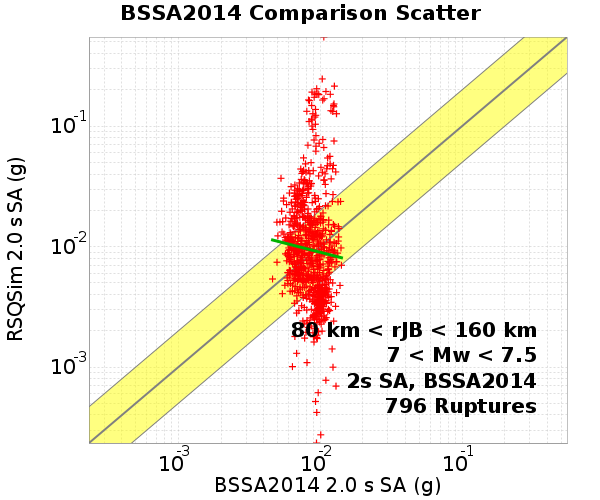 BSSA2014 Comparison Scatter
RSQSim 2.0 s SA (g)
10^-1
10^-2
10^-3
80 km < rJB < 160 km
7 < Mw < 7.5
2s SA, BSSA2014
796 Ruptures
10^-3 10^-2 10^-1
BSSA2014 2.0 s SA (g)